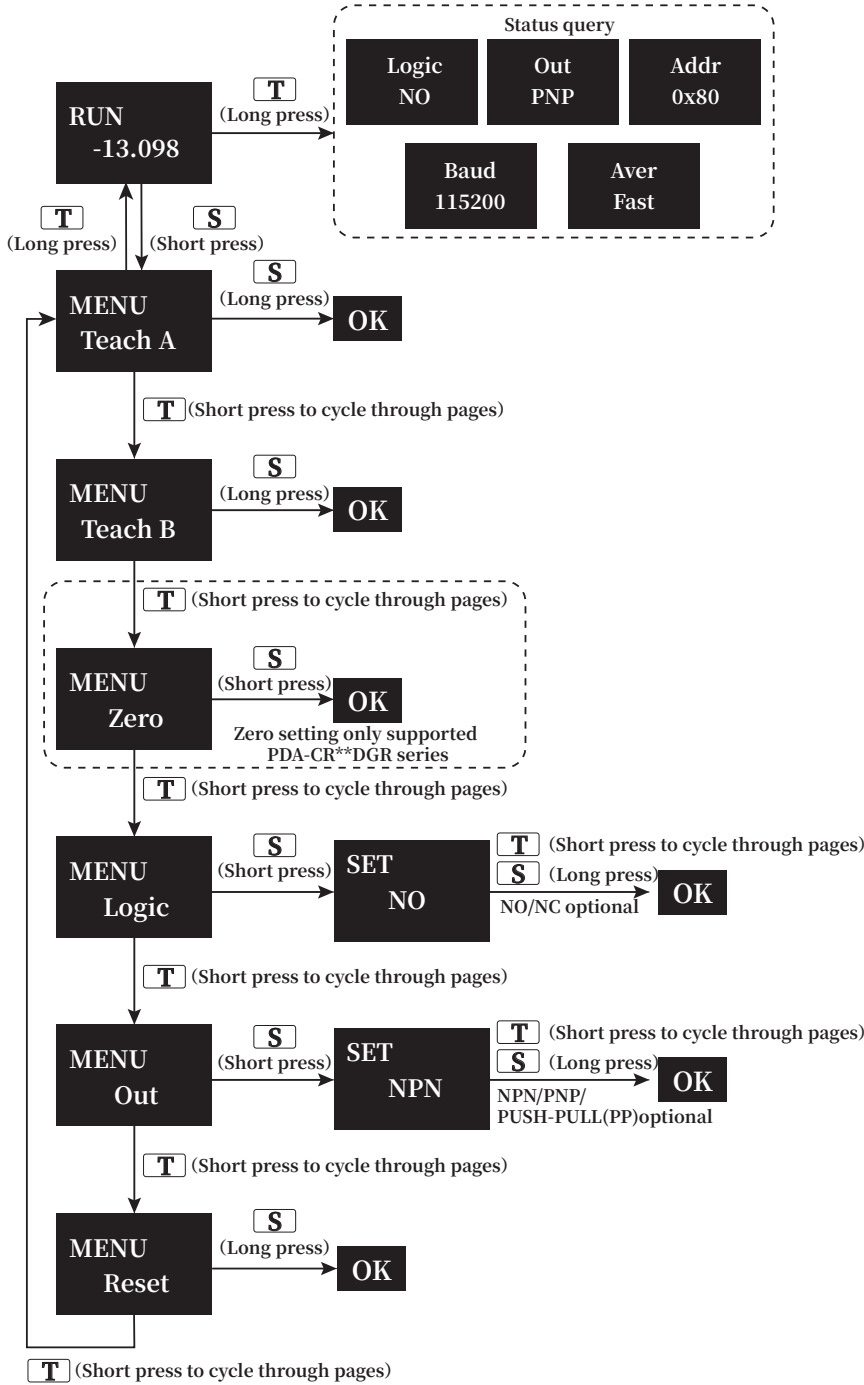 Status query
Logic
NO
Out
PNP
Addr
0x80
Baud
115200
Aver
Fast
RUN
-13.098
T
(Long press)
T
(Long press)
S
(Short press)
MENU
Teach A
S
(Long press)
OK
T (Short press to cycle through pages)
MENU
Teach B
S
(Long press)
OK
T (Short press to cycle through pages)
MENU
Zero
S
(Short press)
OK
Zero setting only supported
PDA-CR**DGR series
T (Short press to cycle through pages)
MENU
Logic
S
(Short press)
SET
NO
T (Short press to cycle through pages)
S (Long press)
NO/NC optional
OK
T (Short press to cycle through pages)
MENU
Out
S
(Short press)
SET
NPN
T (Short press to cycle through pages)
S (Long press)
NPN/PNP/
PUSH-PULL(PP)optional
OK
T (Short press to cycle through pages)
MENU
Reset
S
(Long press)
OK
T (Short press to cycle through pages)